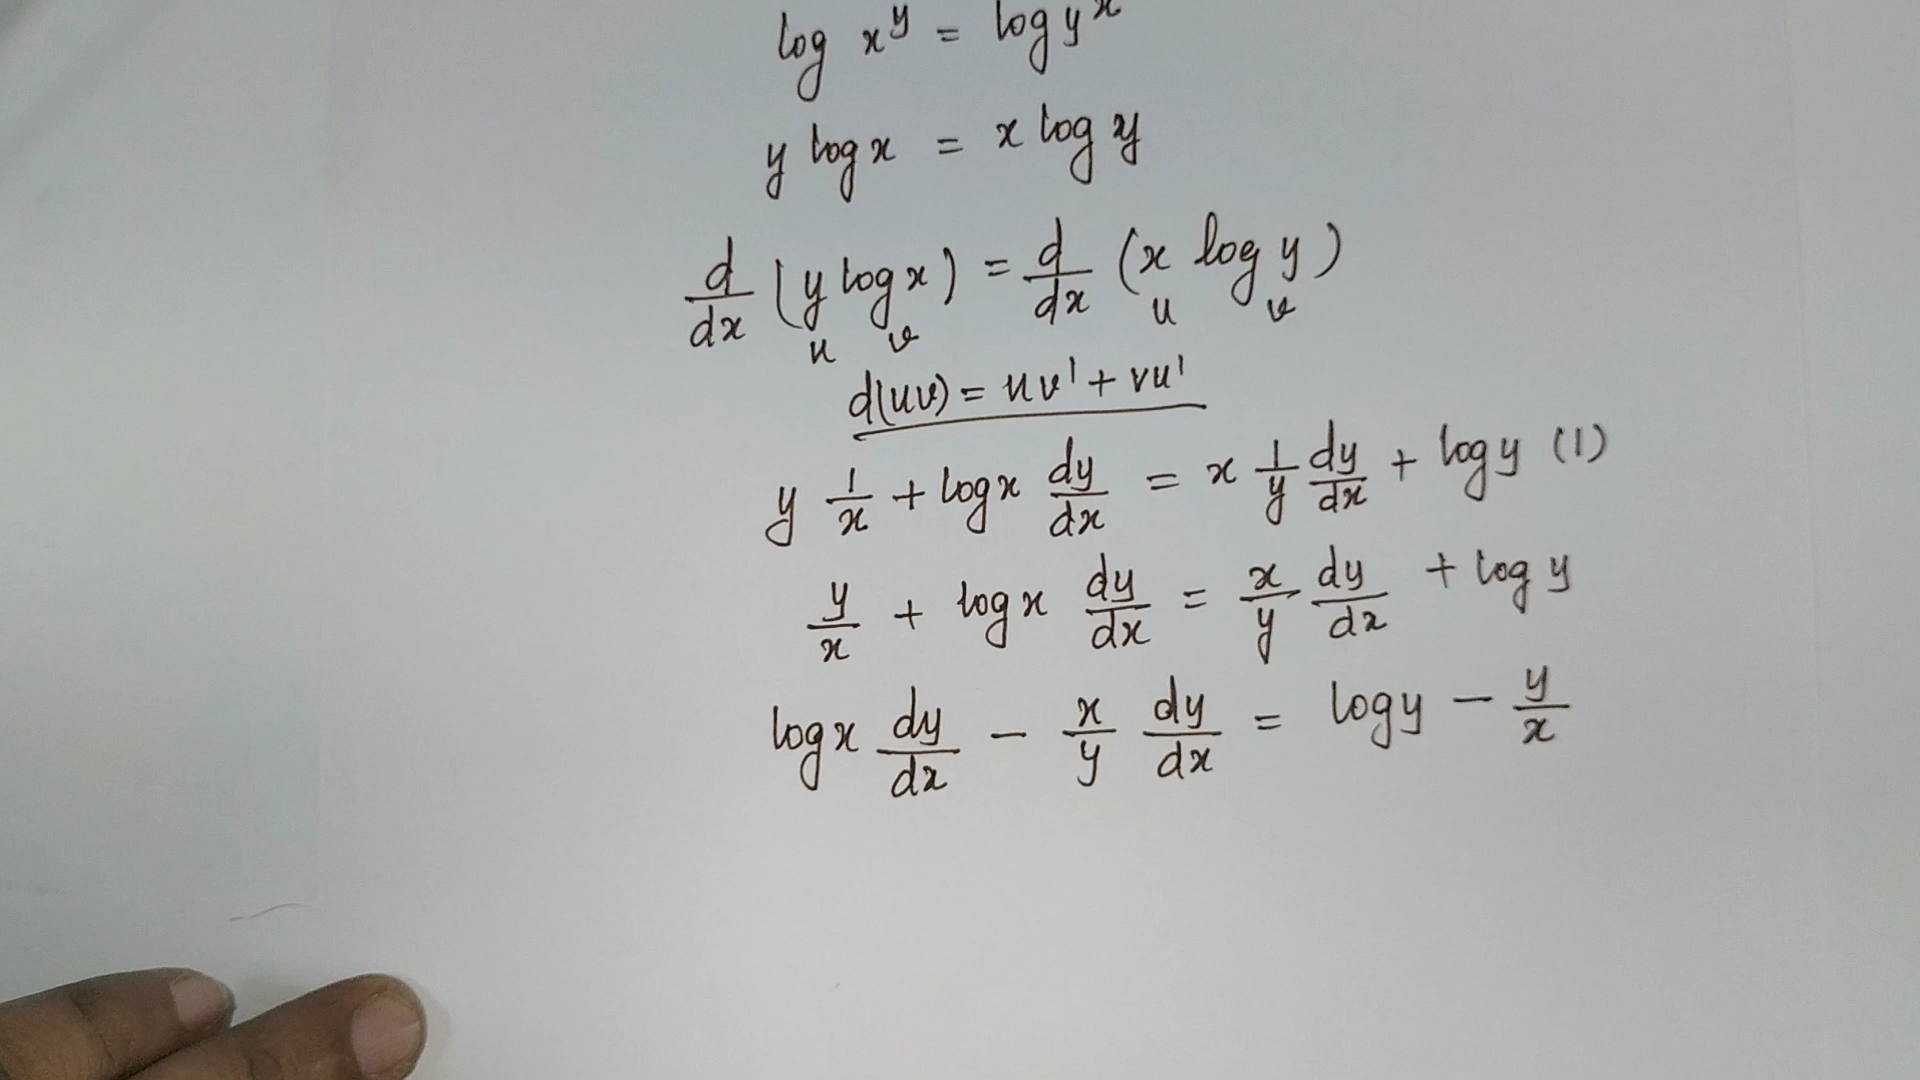 log x^y = log y^x
y log x = x log y
d/dx (y log x) = d/dx (x log y)
u v u v
d(uv) = uv' + vu'
y 1/x + log x dy/dx = x 1/y dy/dx + log y (1)
y/x + log x dy/dx = x/y dy/dx + log y
log x dy/dx - x/y dy/dx = log y - y/x